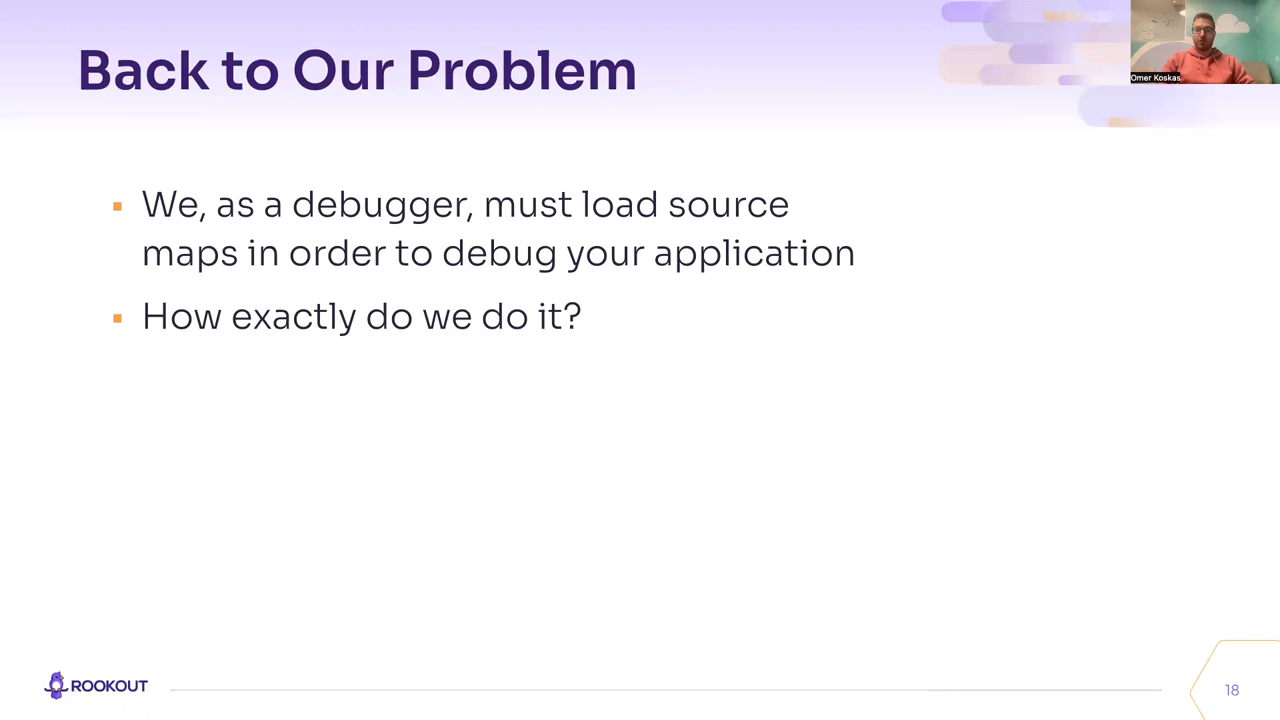 Back to Our Problem
Omer Koskas
▪ We, as a debugger, must load source
maps in order to debug your application
▪ How exactly do we do it?
ROOKOUT
18